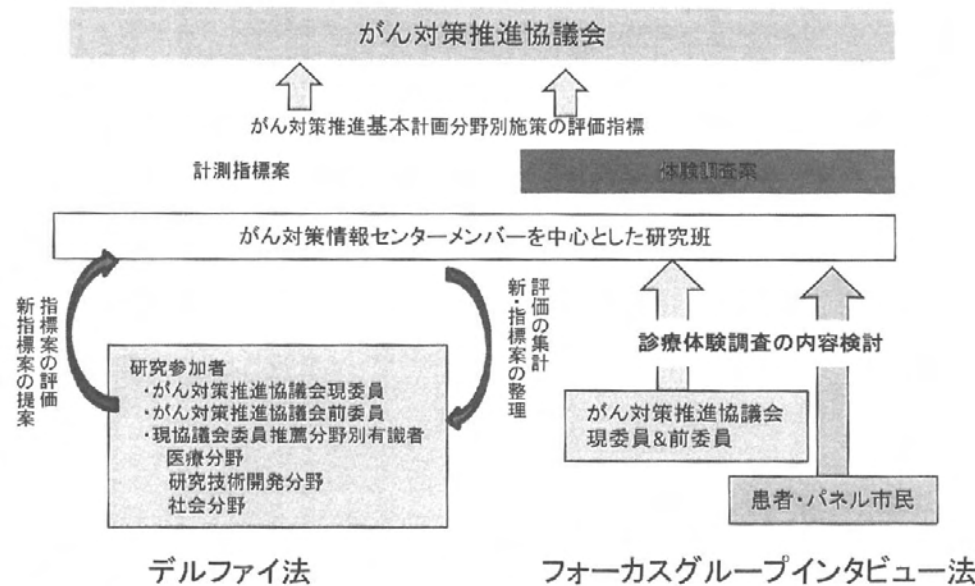 がん対策推進協議会
がん対策推進基本計画分野別施策の評価指標
計測指標案
体験調査案
がん対策情報センターメンバーを中心とした研究班
指標案の評価
新指標案の提案
評価の集計
新・指標案の整理
研究参加者
・がん対策推進協議会現委員
・がん対策推進協議会前委員
・現協議会委員推薦分野別有識者
医療分野
研究技術開発分野
社会分野
診療体験調査の内容検討
がん対策推進協議会
現委員&前委員
患者・パネル市民
デルファイ法
フォーカスグループインタビュー法